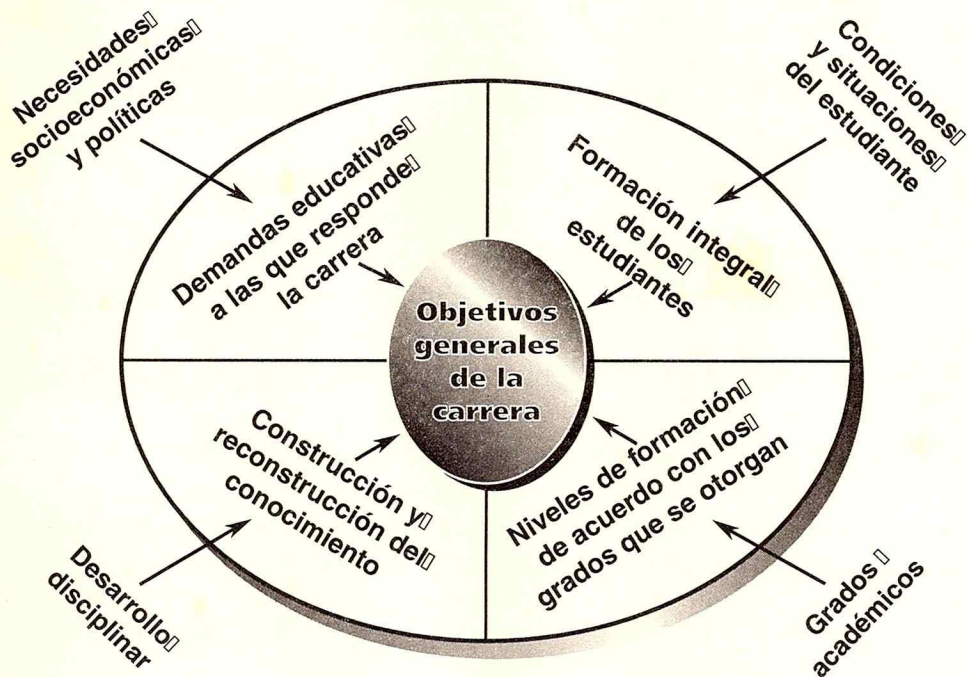 Necesidades
socioeconómicas
y políticas
Condiciones
y situaciones
del estudiante
Demandas educativas
a las que responde
la carrera
Formación integral
de los
estudiantes
Objetivos
generales
de la
carrera
Construcción y
reconstrucción del
conocimiento
Niveles de formación
de acuerdo con los
grados que se otorgan
Desarrollo
disciplinar
Grados
académicos